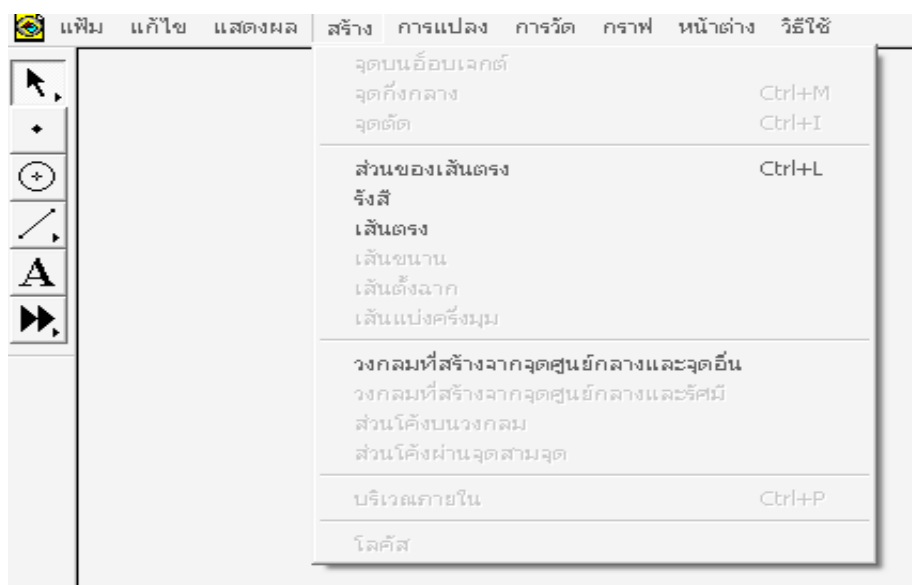 แฟ้ม แก้ไข แสดงผล สร้าง การแปลง การวัด กราฟ หน้าต่าง วิธีใช้
จุดบนอ็อบเจกต์
จุดกึ่งกลาง Ctrl+M
จุดตัด Ctrl+I
ส่วนของเส้นตรง Ctrl+L
รังสี
เส้นตรง
เส้นขนาน
เส้นตั้งฉาก
เส้นแบ่งครึ่งมุม
วงกลมที่สร้างจากจุดศูนย์กลางและจุดอื่น
วงกลมที่สร้างจากจุดศูนย์กลางและรัศมี
ส่วนโค้งบนวงกลม
ส่วนโค้งผ่านจุดสามจุด
บริเวณภายใน Ctrl+P
โลคัส
A